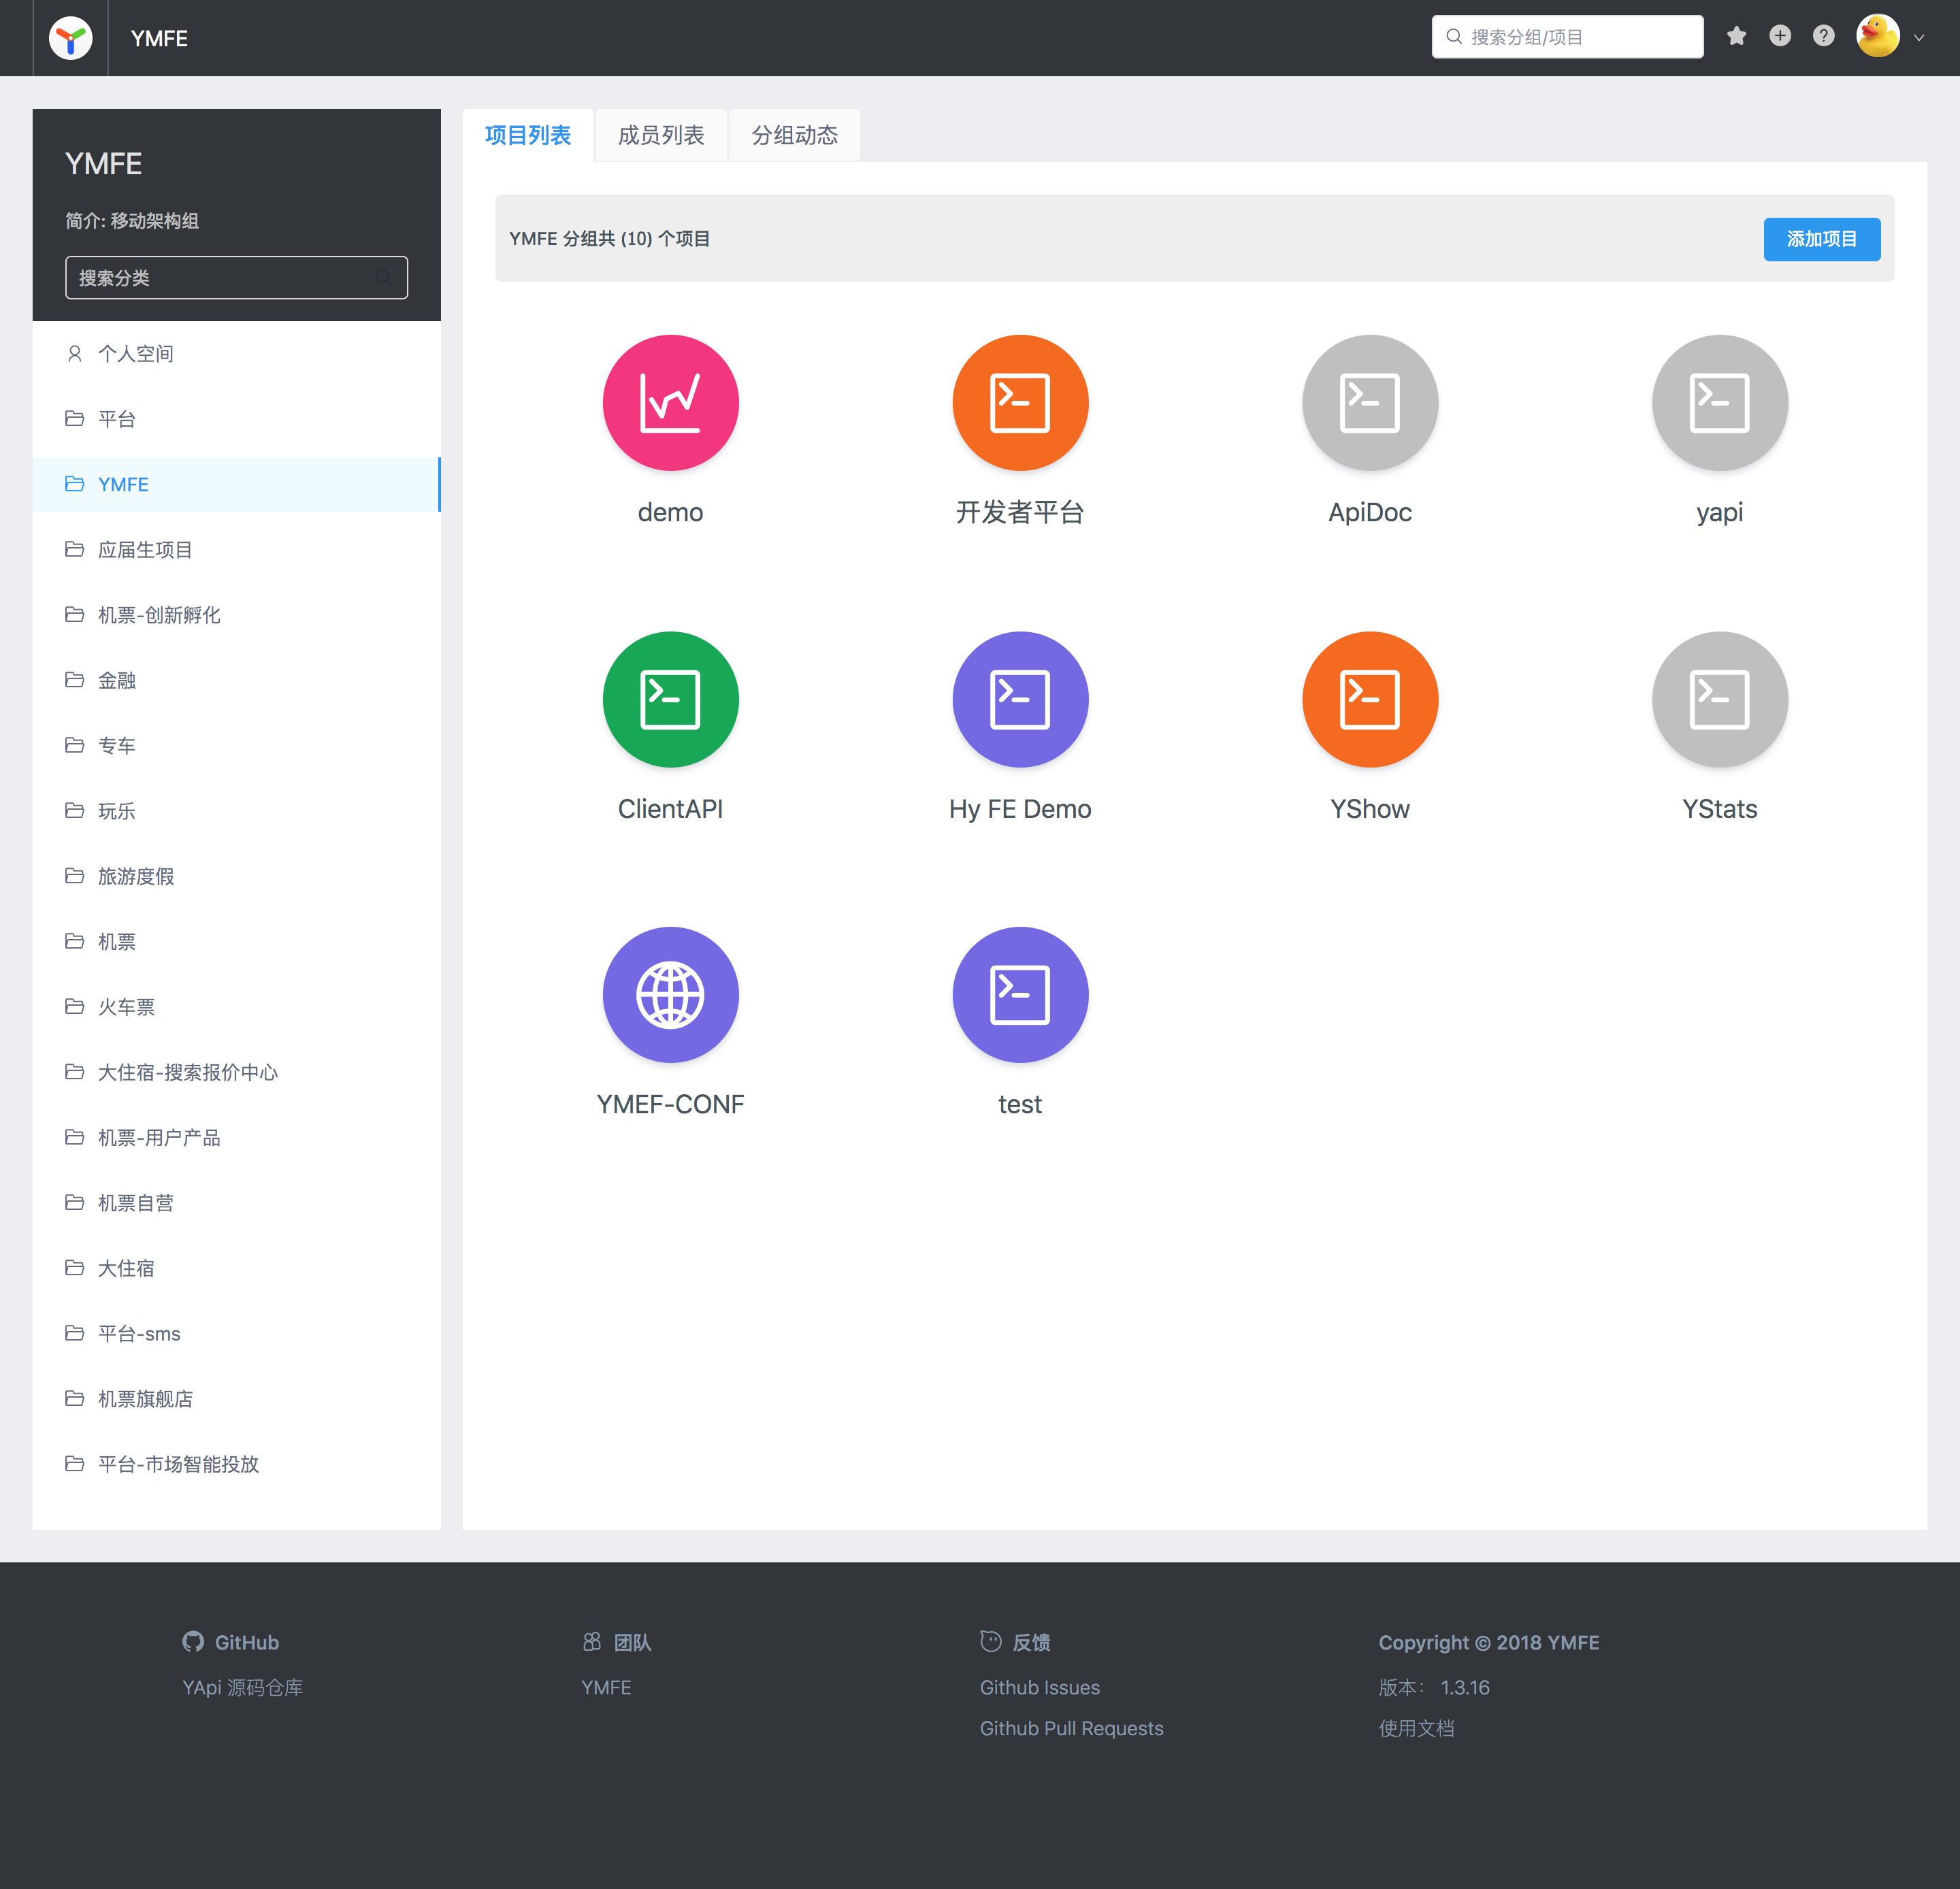 YMFE
搜索分组/项目
YMFE
简介: 移动架构组
搜索分类
个人空间
平台
YMFE
应届生项目
机票-创新孵化
金融
专车
玩乐
旅游度假
机票
火车票
大住宿-搜索报价中心
机票-用户产品
机票自营
大住宿
平台-sms
机票旗舰店
平台-市场智能投放
项目列表 成员列表 分组动态
YMFE 分组共 (10) 个项目 添加项目
demo 开发者平台 ApiDoc yapi
ClientAPI Hy FE Demo YShow YStats
YMEF-CONF test
GitHub
YApi 源码仓库
团队
YMFE
反馈
Github Issues
Github Pull Requests
Copyright © 2018 YMFE
版本： 1.3.16
使用文档